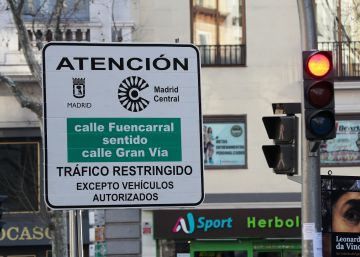 ATENCIÓN
MADRID
Madrid
Central
calle Fuencarral
sentido
calle Gran Vía
TRÁFICO RESTRINGIDO
EXCEPTO VEHÍCULOS
AUTORIZADOS
Sport
Herbol
Leonard
da Vinc